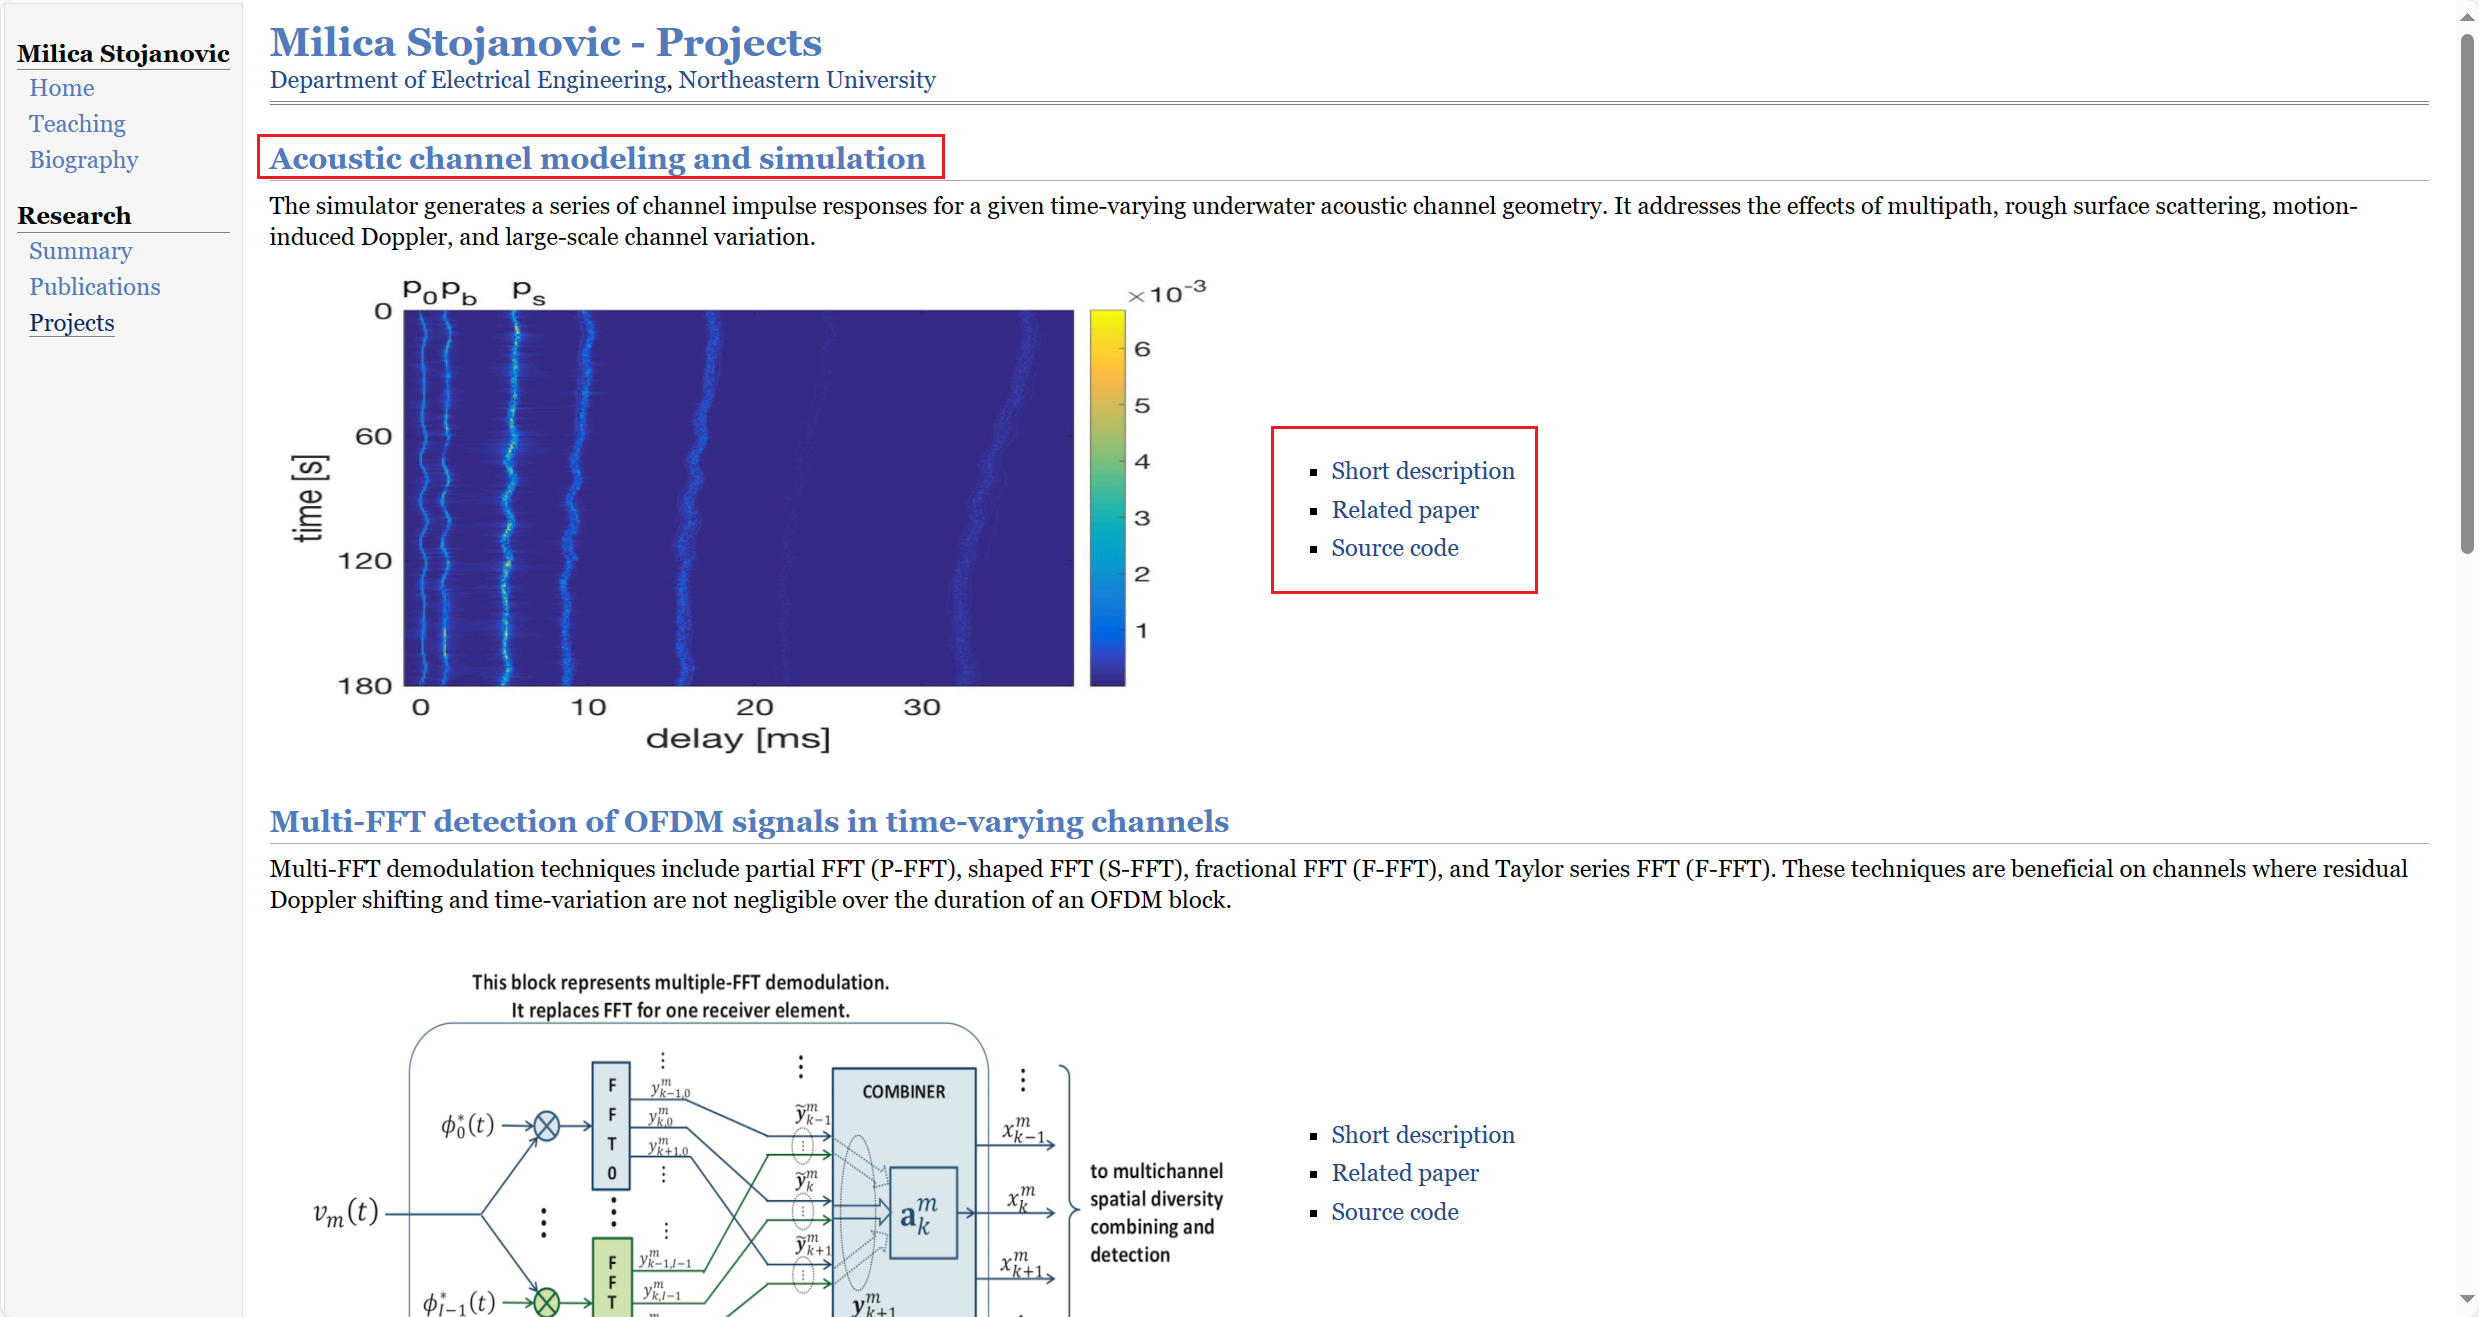 Milica Stojanovic
Home
Teaching
Biography
Research
Summary
Publications
Projects
Milica Stojanovic - Projects
Department of Electrical Engineering, Northeastern University
Acoustic channel modeling and simulation
The simulator generates a series of channel impulse responses for a given time-varying underwater acoustic channel geometry. It addresses the effects of multipath, rough surface scattering, motion-
induced Doppler, and large-scale channel variation.
p₀ p_b p_s
×10⁻³
0
60
120
180
time [s]
0 10 20 30
delay [ms]
6
5
4
3
2
1
Short description
Related paper
Source code
Multi-FFT detection of OFDM signals in time-varying channels
Multi-FFT demodulation techniques include partial FFT (P-FFT), shaped FFT (S-FFT), fractional FFT (F-FFT), and Taylor series FFT (F-FFT). These techniques are beneficial on channels where residual
Doppler shifting and time-variation are not negligible over the duration of an OFDM block.
This block represents multiple-FFT demodulation.
It replaces FFT for one receiver element.
v_m(t)
ϕ₀*(t)
ϕ*_{I−1}(t)
F
F
T
0
F
F
T
y^m_{k−1,0}
y^m_{k,0}
y^m_{k+1,0}
y^m_{k−1,I−1}
y^m_{k,I−1}
ỹ^m_{k−1}
ỹ^m_k
ỹ^m_{k+1}
COMBINER
a^m_k
y^m_{k+1}
x^m_{k−1}
x^m_k
x^m_{k+1}
to multichannel
spatial diversity
combining and
detection
Short description
Related paper
Source code